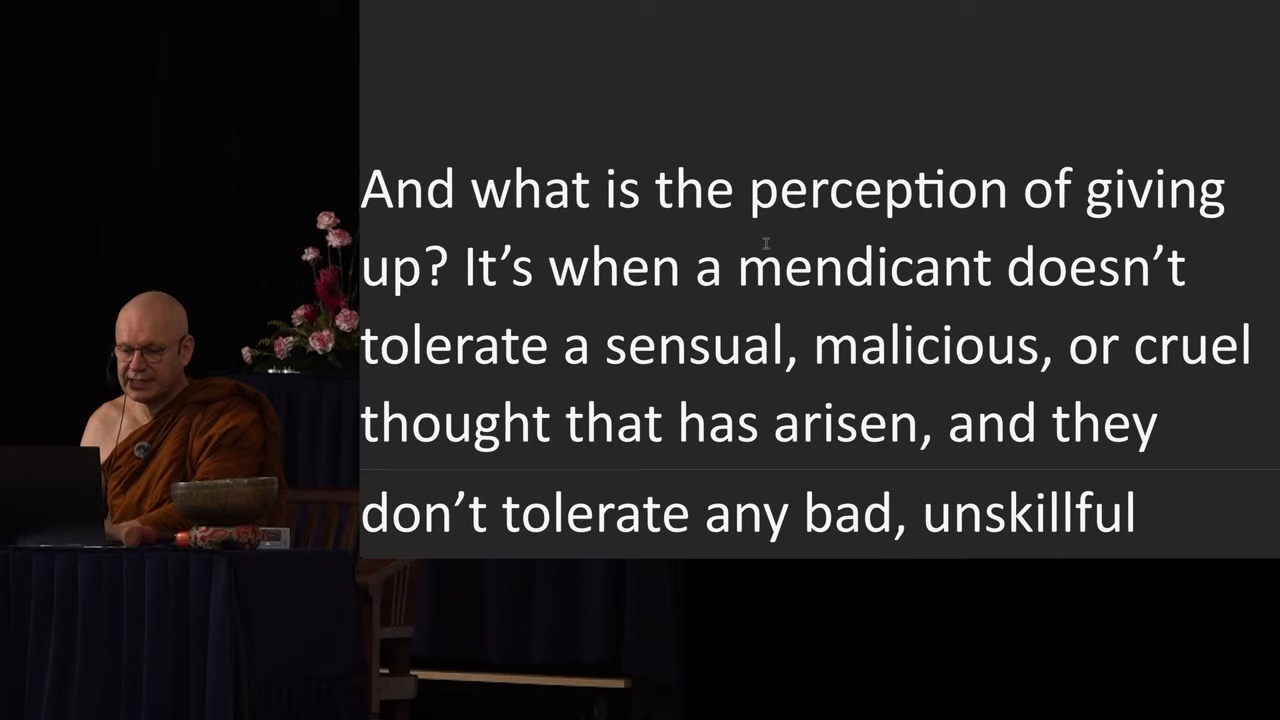 And what is the perception of giving
up? It’s when a mendicant doesn’t
tolerate a sensual, malicious, or cruel
thought that has arisen, and they
don’t tolerate any bad, unskillful